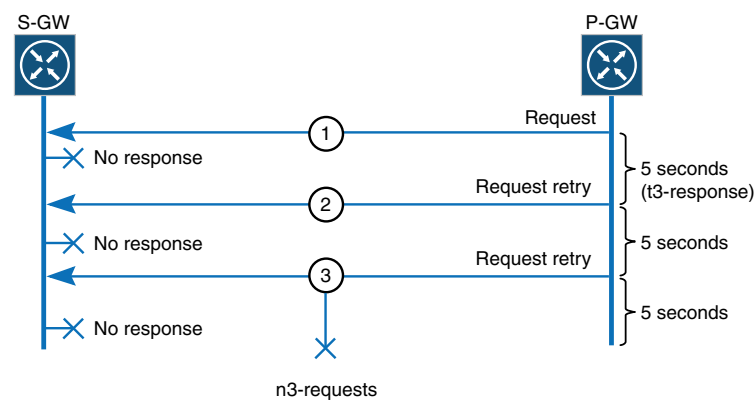 S-GW
P-GW
Request
1
No response
5 seconds
(t3-response)
Request retry
2
No response
5 seconds
Request retry
3
No response
5 seconds
n3-requests